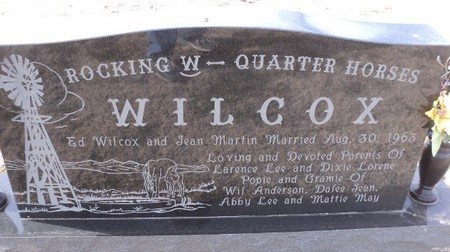 ROCKING W — QUARTER HORSES
WILCOX
Ed Wilcox and Jean Martin Married Aug. 30, 1963
Loving and Devoted Parents Of
Larence Lee and Dixie Lorene
Popie and Gramie Of
Wil Anderson, Dalee Jean,
Abby Lee and Mattie May